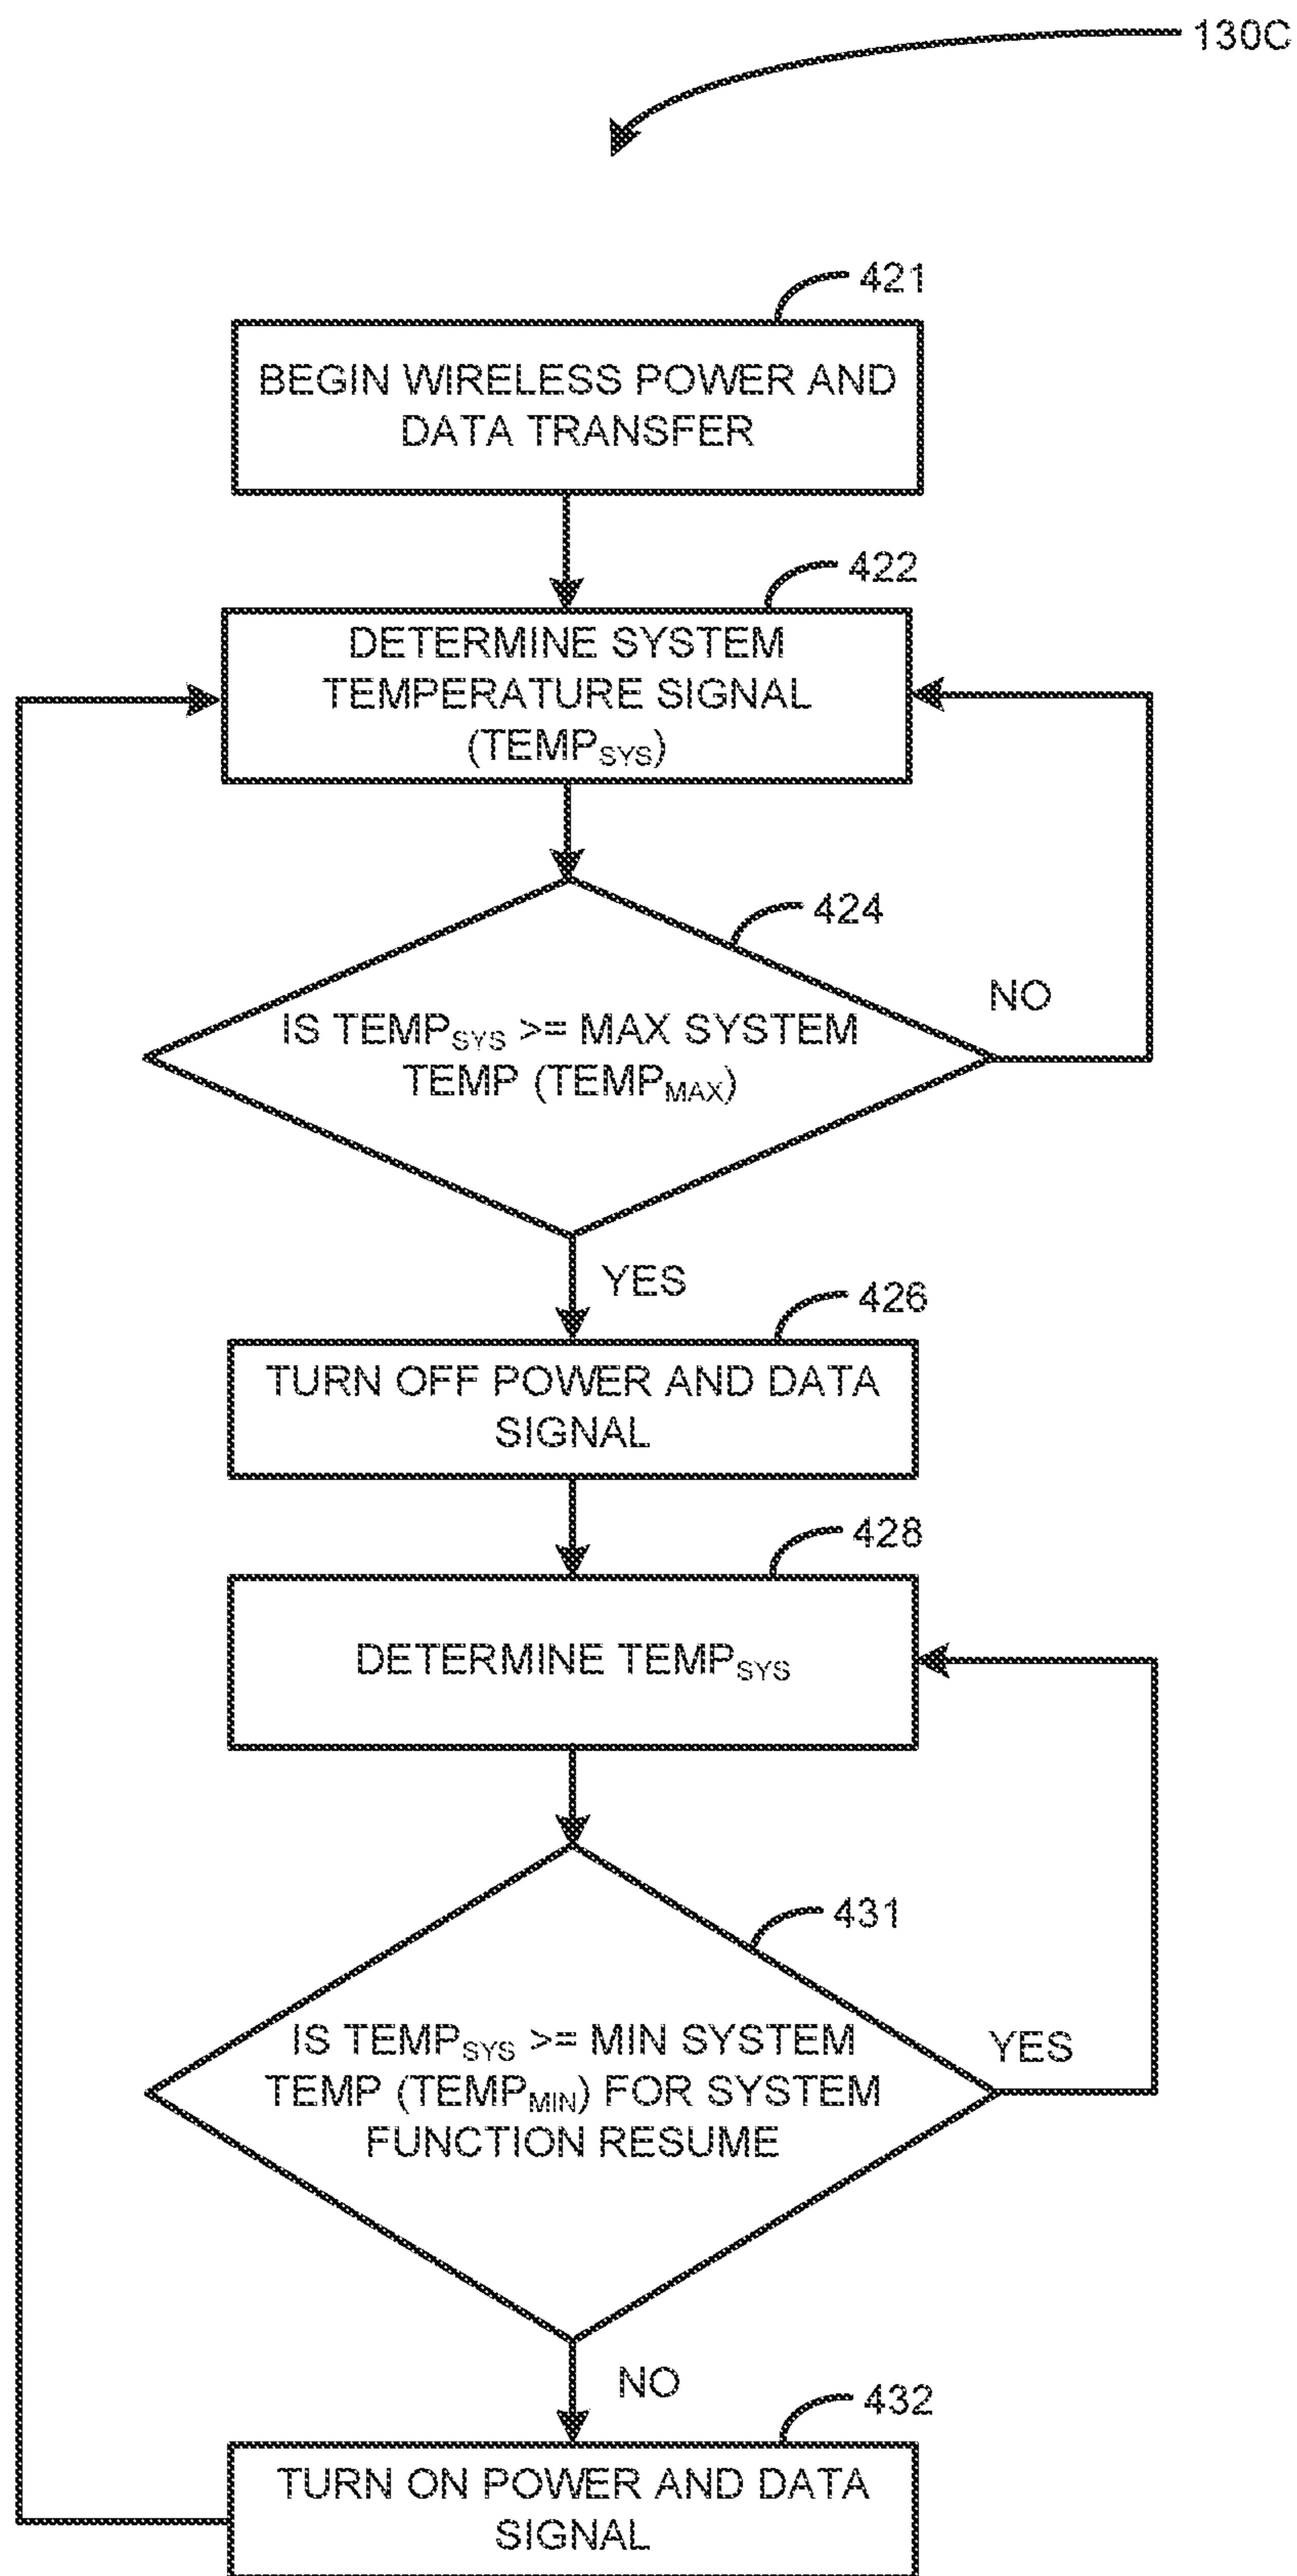 130C
421
BEGIN WIRELESS POWER AND
DATA TRANSFER
422
DETERMINE SYSTEM
TEMPERATURE SIGNAL
(TEMPSYS)
424
IS TEMPSYS >= MAX SYSTEM
TEMP (TEMPMAX)
NO
YES
426
TURN OFF POWER AND DATA
SIGNAL
428
DETERMINE TEMPSYS
431
IS TEMPSYS >= MIN SYSTEM
TEMP (TEMPMIN) FOR SYSTEM
FUNCTION RESUME
YES
NO
432
TURN ON POWER AND DATA
SIGNAL